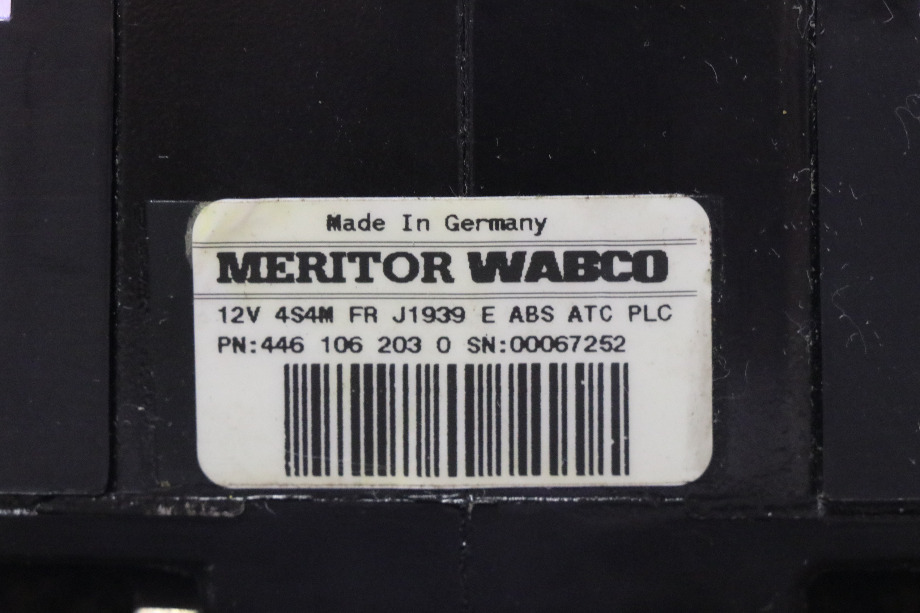 Made In Germany
MERITOR WABCO
12V 4S4M FR J1939 E ABS ATC PLC
PN:446 106 203 0 SN:00067252